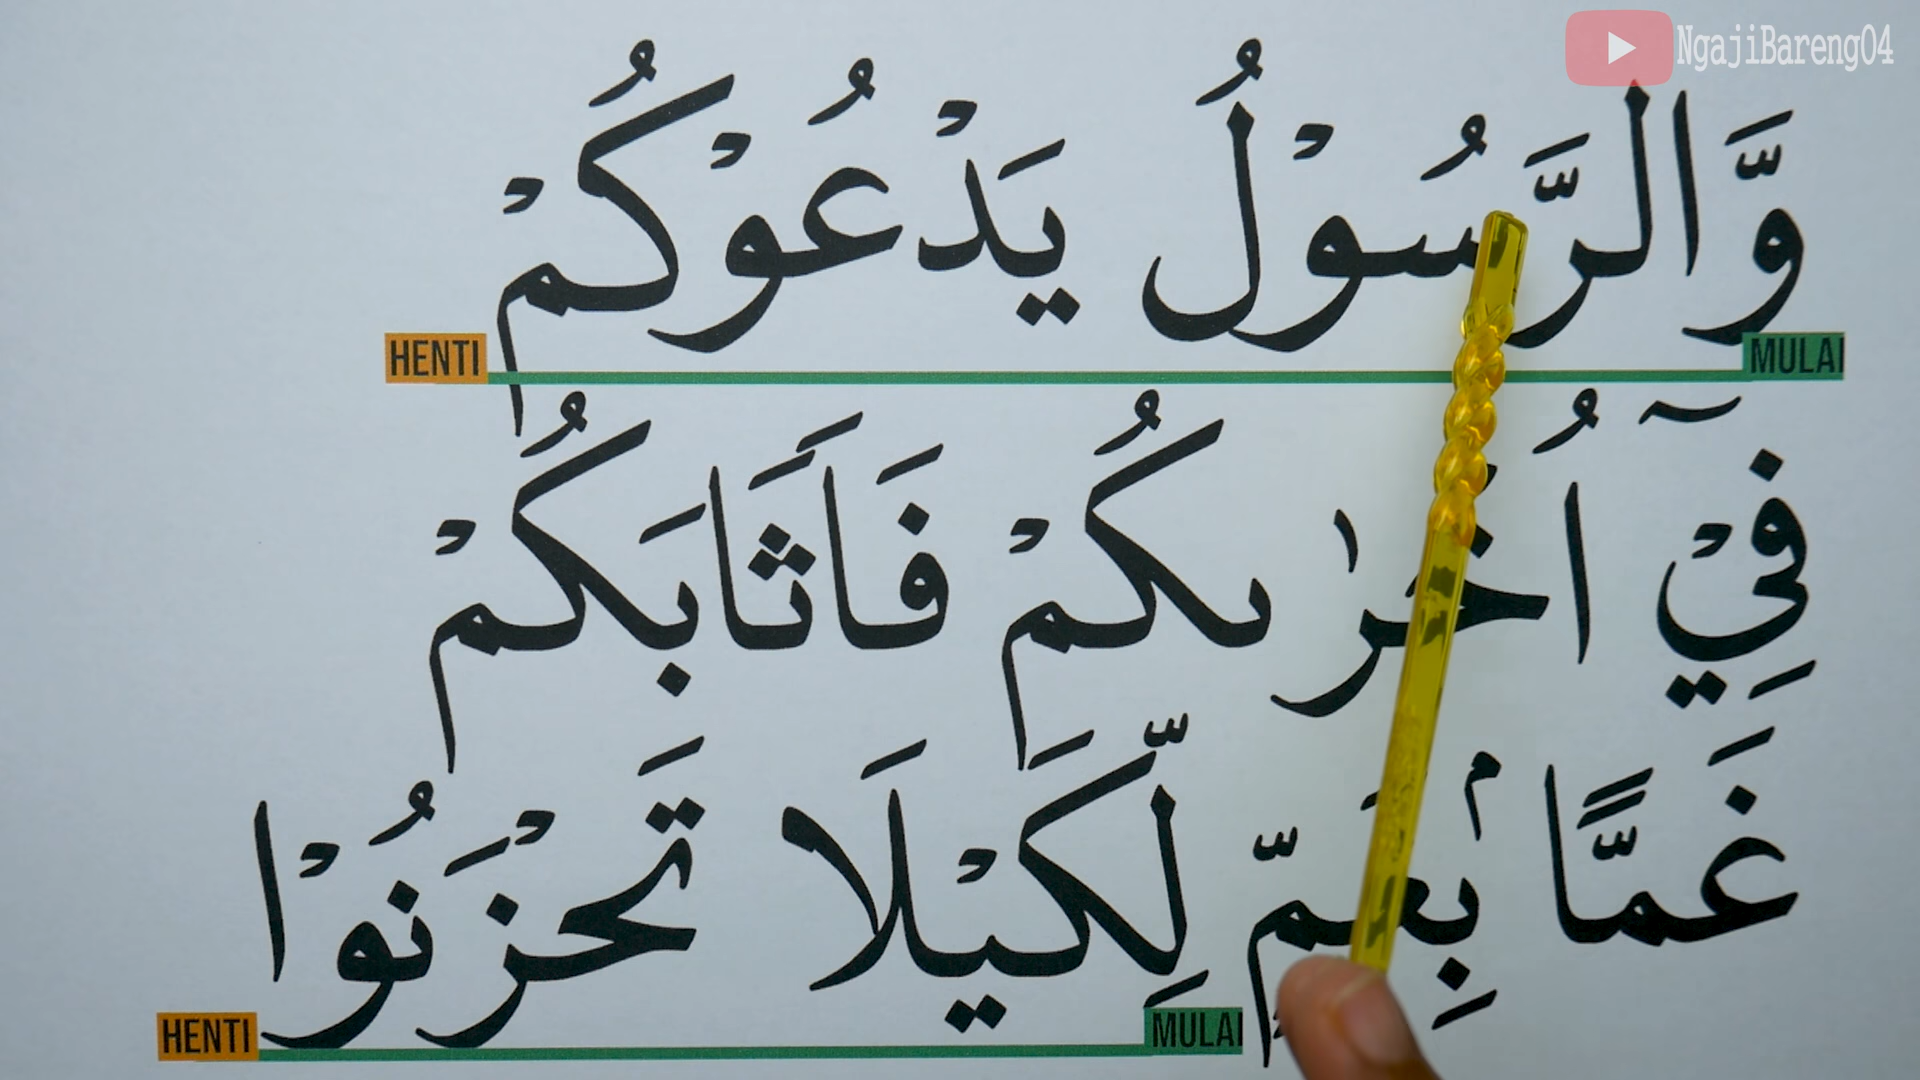 NgajiBareng04
وَّالرَّسُوْلُ يَدْعُوْكُمْ
HENTI MULAI
فِيْٓ اُخْرٰىكُمْ فَاَثَابَكُمْ
غَمًّاۢ بِغَمٍّ لِّكَيْلَا تَحْزَنُوْا
HENTI MULAI